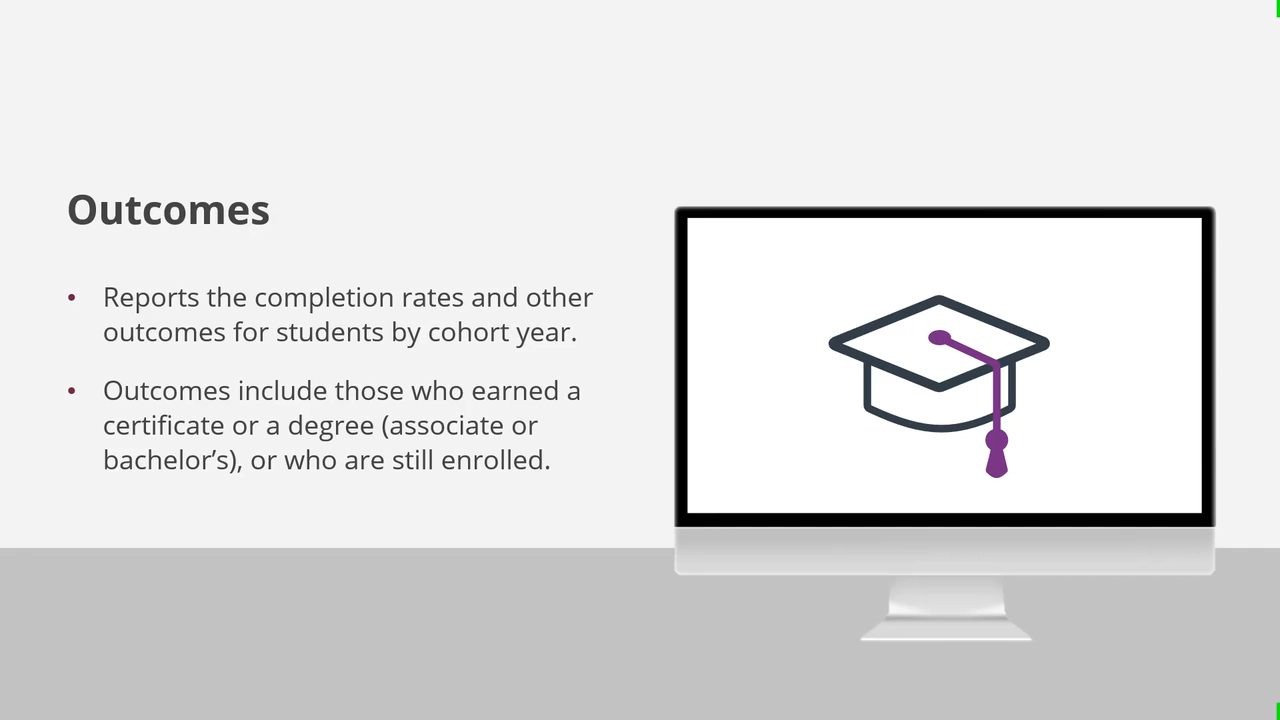 Outcomes
• Reports the completion rates and other
outcomes for students by cohort year.
• Outcomes include those who earned a
certificate or a degree (associate or
bachelor’s), or who are still enrolled.